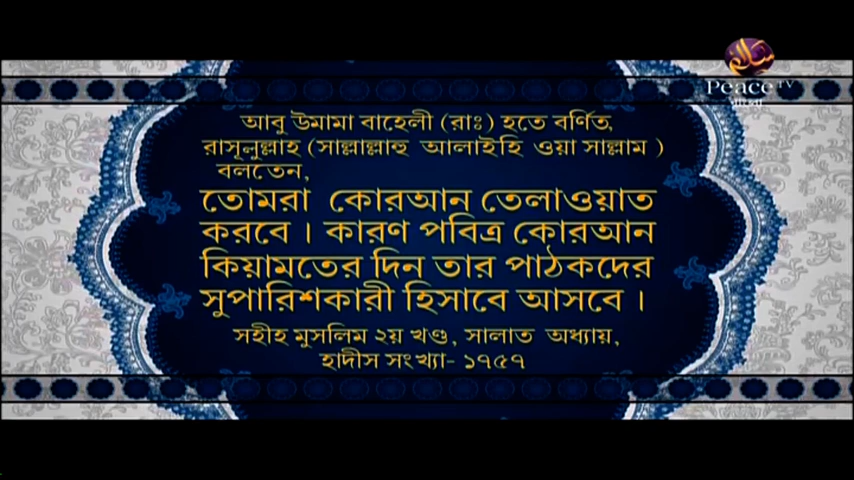 سلام
Peace TV
বাংলা
আবু উমামা বাহেলী (রাঃ) হতে বর্ণিত,
রাসূলুল্লাহ (সাল্লাল্লাহু আলাইহি ওয়া সাল্লাম )
বলতেন,
তোমরা কোরআন তেলাওয়াত
করবে । কারণ পবিত্র কোরআন
কিয়ামতের দিন তার পাঠকদের
সুপারিশকারী হিসাবে আসবে ।
সহীহ মুসলিম ২য় খণ্ড, সালাত অধ্যায়,
হাদীস সংখ্যা- ১৭৫৭